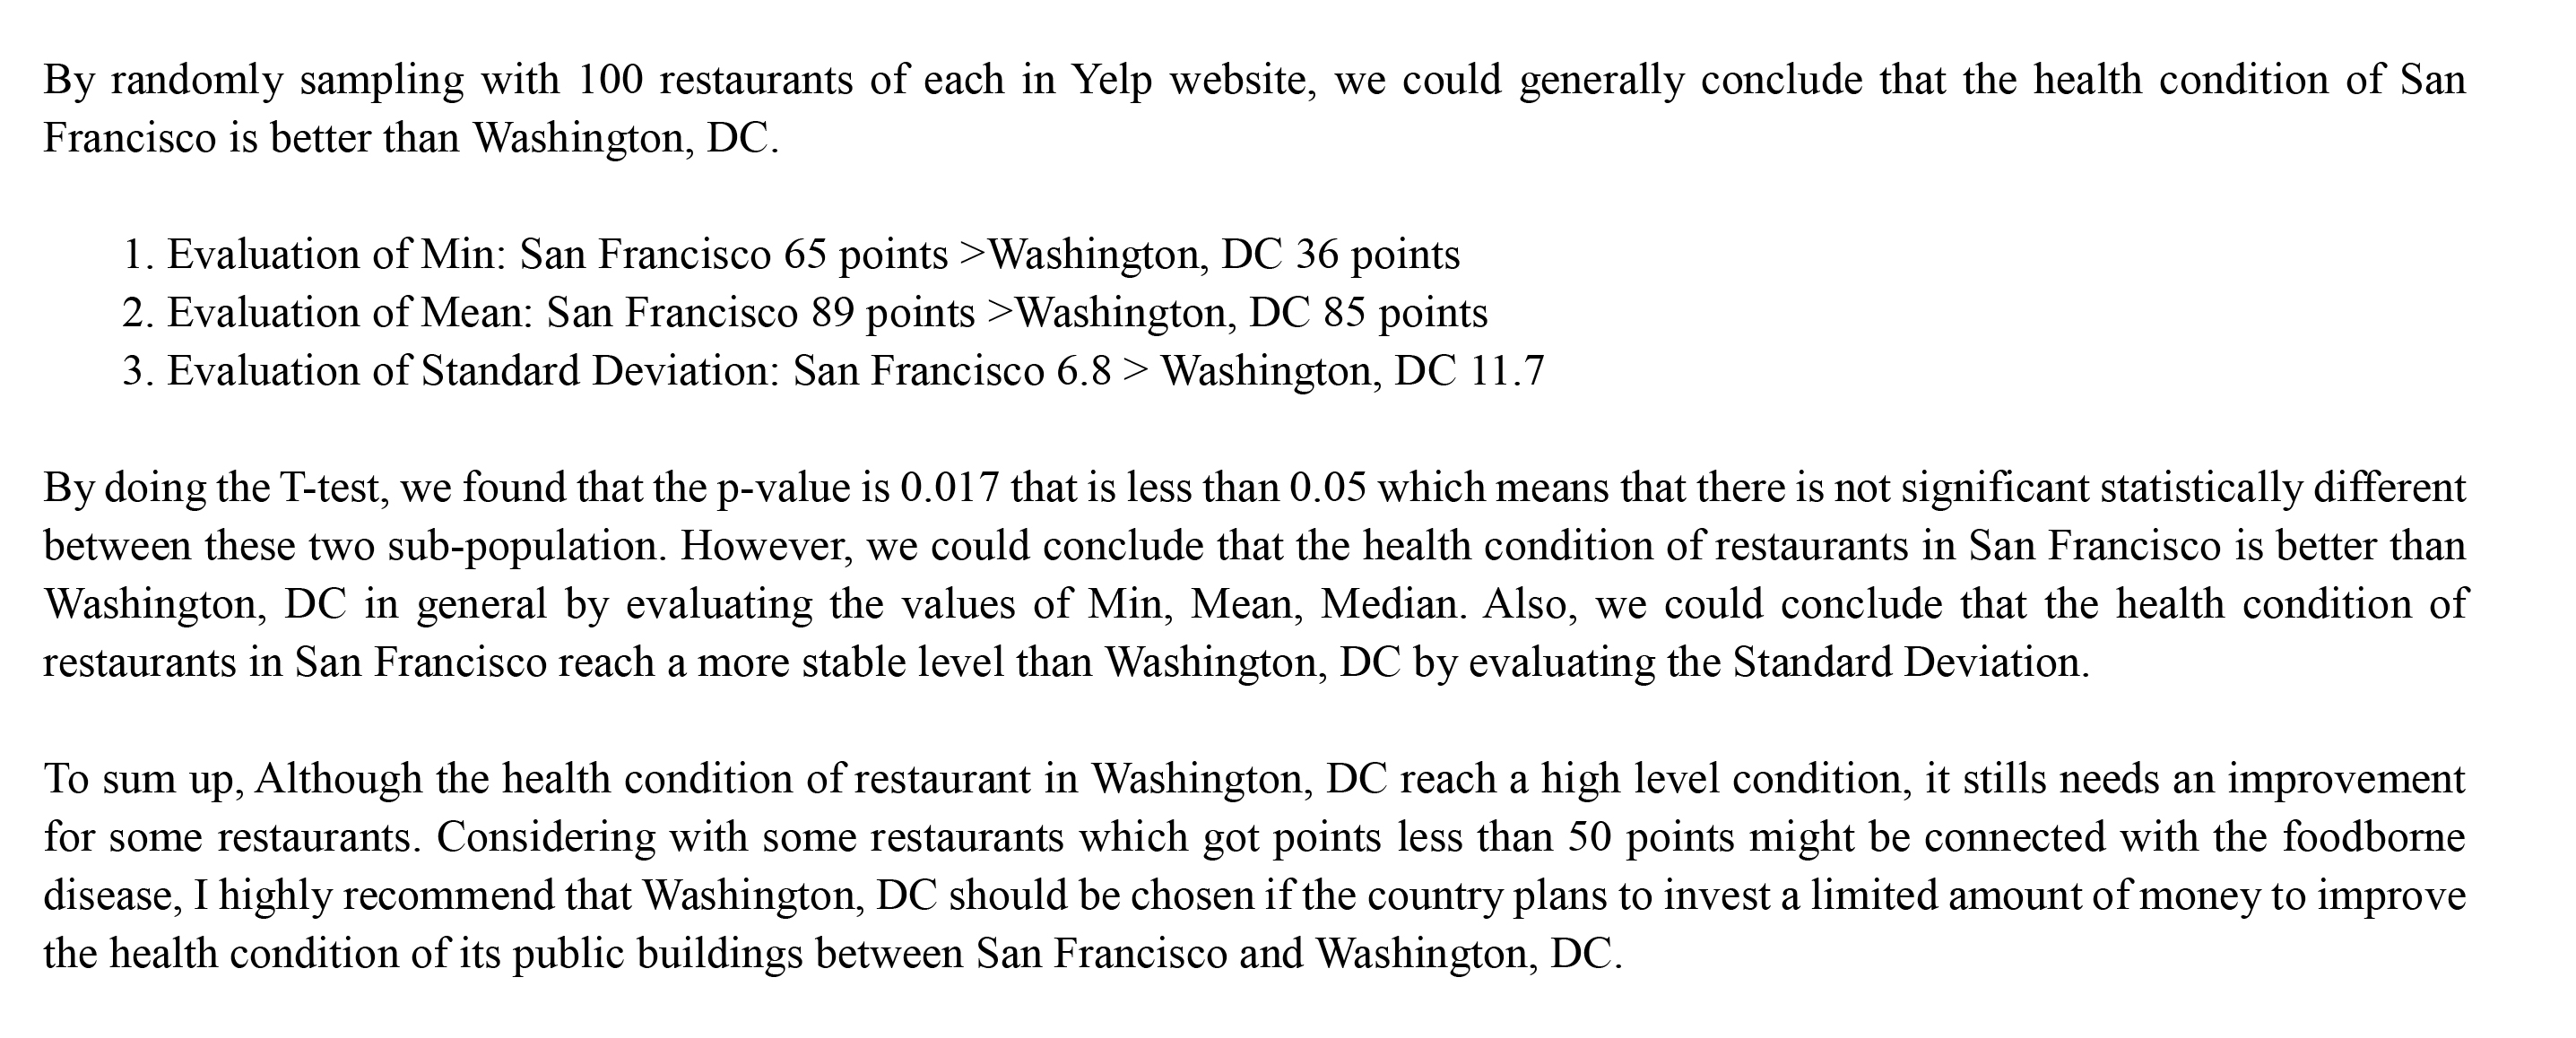 By randomly sampling with 100 restaurants of each in Yelp website, we could generally conclude that the health condition of San
Francisco is better than Washington, DC.
1. Evaluation of Min: San Francisco 65 points >Washington, DC 36 points
2. Evaluation of Mean: San Francisco 89 points >Washington, DC 85 points
3. Evaluation of Standard Deviation: San Francisco 6.8 > Washington, DC 11.7
By doing the T-test, we found that the p-value is 0.017 that is less than 0.05 which means that there is not significant statistically different
between these two sub-population. However, we could conclude that the health condition of restaurants in San Francisco is better than
Washington, DC in general by evaluating the values of Min, Mean, Median. Also, we could conclude that the health condition of
restaurants in San Francisco reach a more stable level than Washington, DC by evaluating the Standard Deviation.
To sum up, Although the health condition of restaurant in Washington, DC reach a high level condition, it stills needs an improvement
for some restaurants. Considering with some restaurants which got points less than 50 points might be connected with the foodborne
disease, I highly recommend that Washington, DC should be chosen if the country plans to invest a limited amount of money to improve
the health condition of its public buildings between San Francisco and Washington, DC.